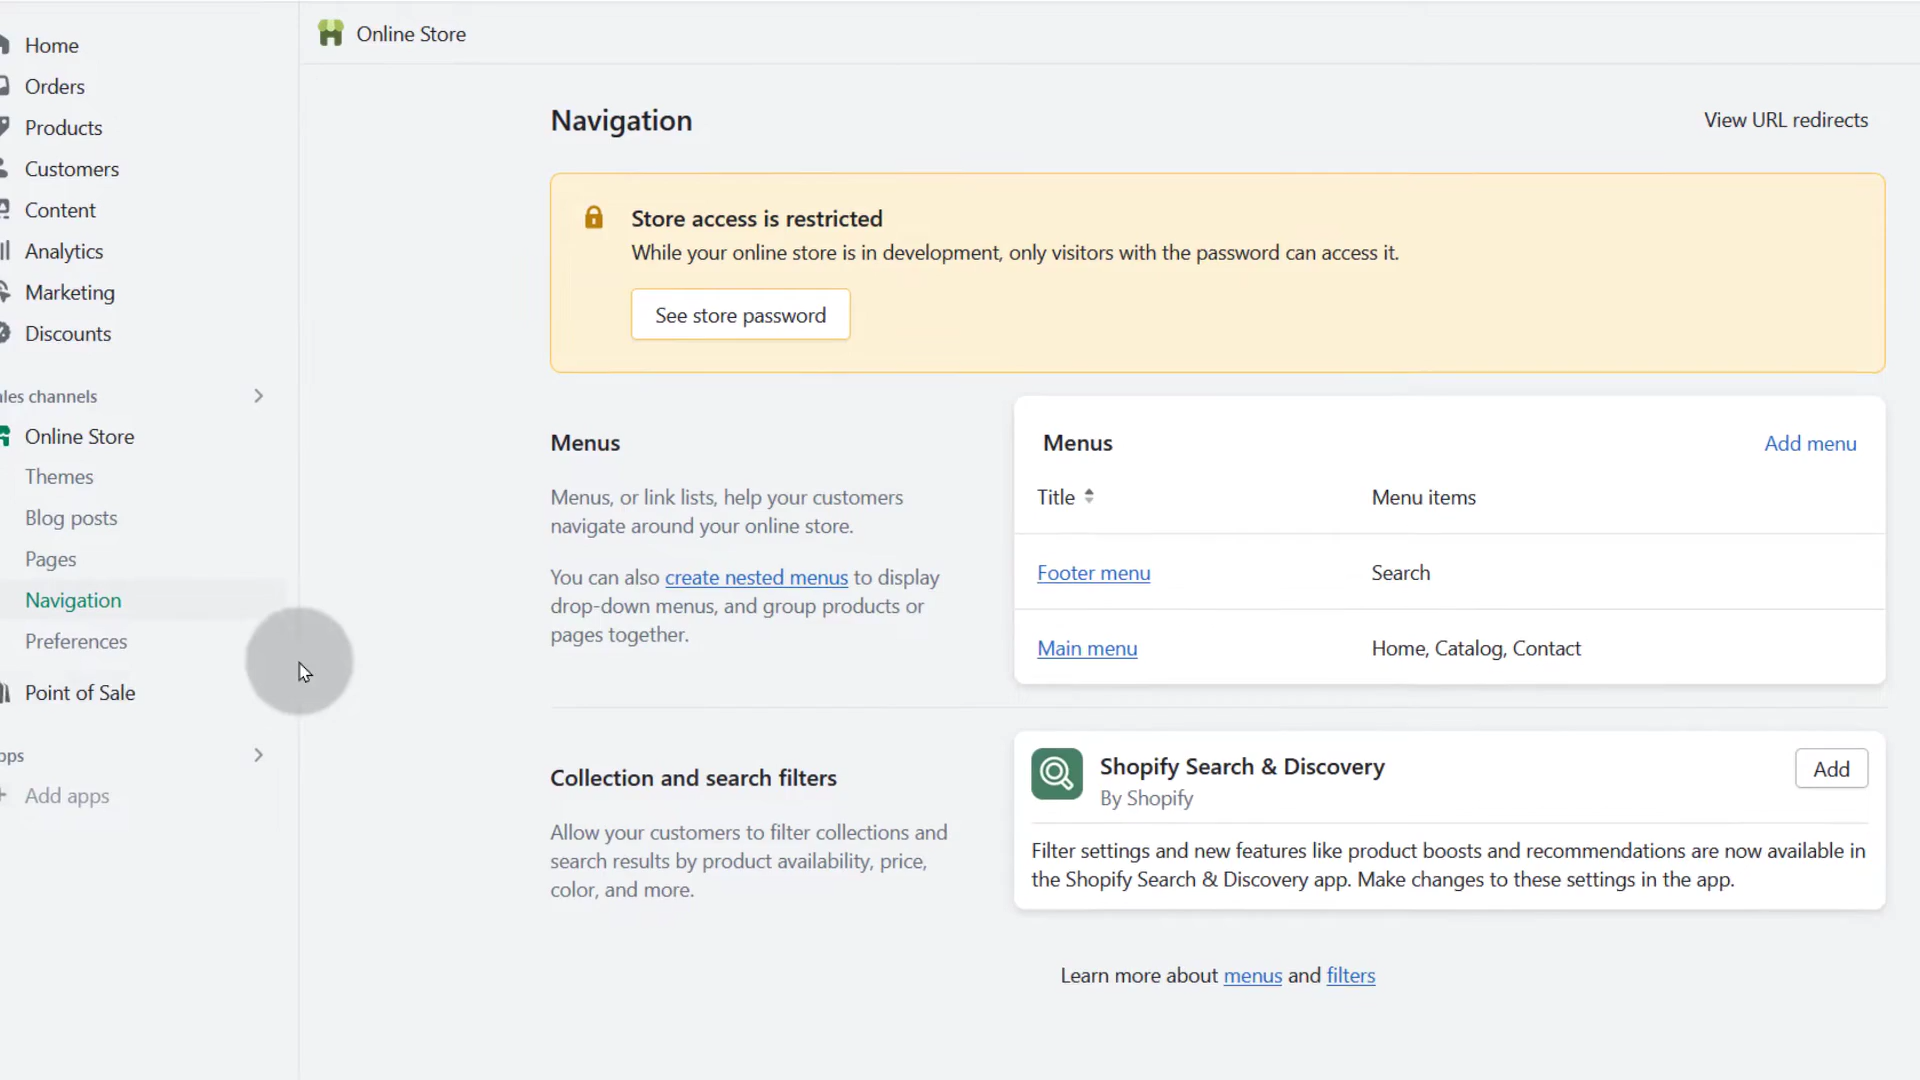 Home
Orders
Products
Customers
Content
Analytics
Marketing
Discounts
ales channels
Online Store
Themes
Blog posts
Pages
Navigation
Preferences
Point of Sale
pps
Add apps
Online Store
Navigation
View URL redirects
Store access is restricted
While your online store is in development, only visitors with the password can access it.
See store password
Menus
Menus, or link lists, help your customers
navigate around your online store.
You can also create nested menus to display
drop-down menus, and group products or
pages together.
Menus
Add menu
Title
Menu items
Footer menu
Search
Main menu
Home, Catalog, Contact
Collection and search filters
Allow your customers to filter collections and
search results by product availability, price,
color, and more.
Shopify Search & Discovery
By Shopify
Add
Filter settings and new features like product boosts and recommendations are now available in
the Shopify Search & Discovery app. Make changes to these settings in the app.
Learn more about menus and filters